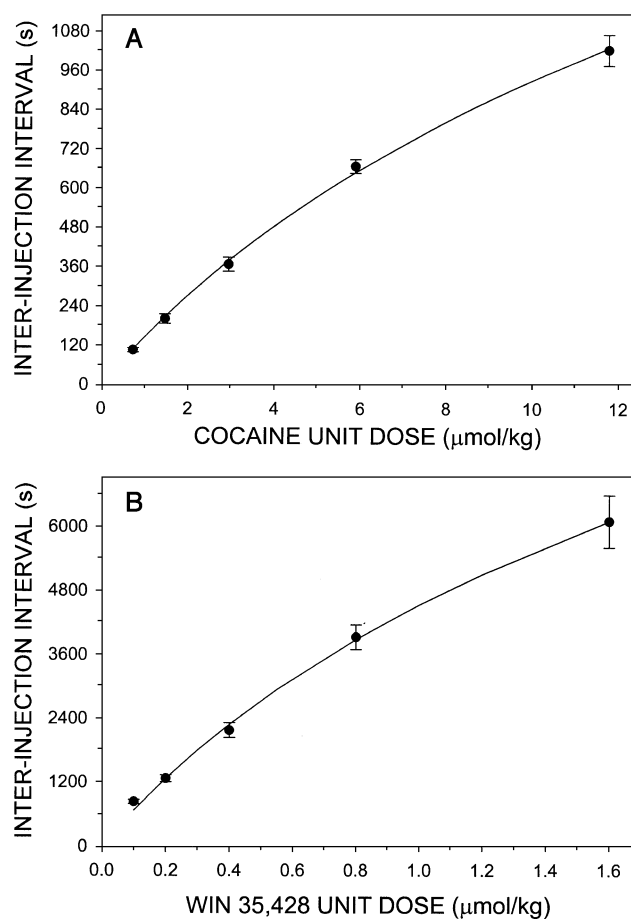 A
INTER-INJECTION INTERVAL (s)
1080
960
840
720
600
480
360
240
120
0
0 2 4 6 8 10 12
COCAINE UNIT DOSE (μmol/kg)
B
INTER-INJECTION INTERVAL (s)
6000
4800
3600
2400
1200
0
0.0 0.2 0.4 0.6 0.8 1.0 1.2 1.4 1.6
WIN 35,428 UNIT DOSE (μmol/kg)